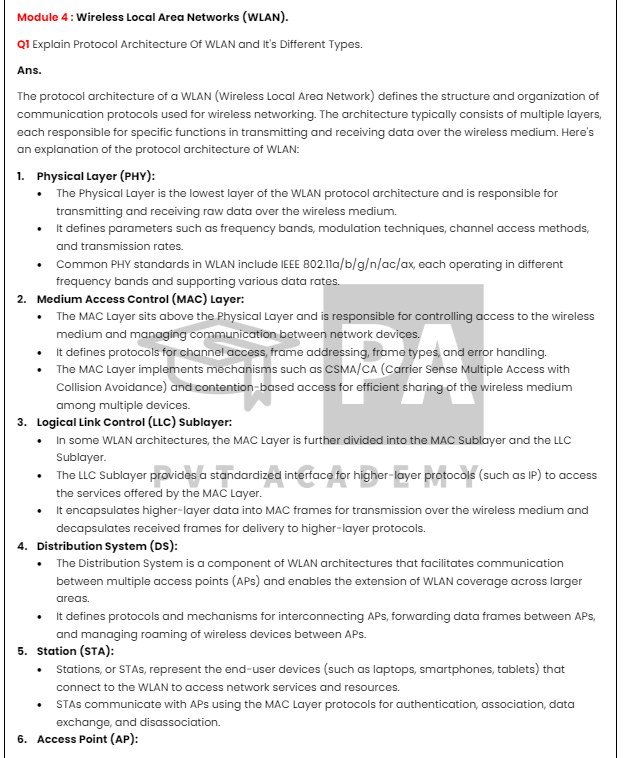 Module 4 : Wireless Local Area Networks (WLAN).
Q1 Explain Protocol Architecture Of WLAN and It's Different Types.
Ans.
The protocol architecture of a WLAN (Wireless Local Area Network) defines the structure and organization of
communication protocols used for wireless networking. The architecture typically consists of multiple layers,
each responsible for specific functions in transmitting and receiving data over the wireless medium. Here's
an explanation of the protocol architecture of WLAN:
1. Physical Layer (PHY):
• The Physical Layer is the lowest layer of the WLAN protocol architecture and is responsible for
transmitting and receiving raw data over the wireless medium.
• It defines parameters such as frequency bands, modulation techniques, channel access methods,
and transmission rates.
• Common PHY standards in WLAN include IEEE 802.11a/b/g/n/ac/ax, each operating in different
frequency bands and supporting various data rates.
2. Medium Access Control (MAC) Layer:
• The MAC Layer sits above the Physical Layer and is responsible for controlling access to the wireless
medium and managing communication between network devices.
• It defines protocols for channel access, frame addressing, frame types, and error handling.
• The MAC Layer implements mechanisms such as CSMA/CA (Carrier Sense Multiple Access with
Collision Avoidance) and contention-based access for efficient sharing of the wireless medium
among multiple devices.
3. Logical Link Control (LLC) Sublayer:
• In some WLAN architectures, the MAC Layer is further divided into the MAC Sublayer and the LLC
Sublayer.
• The LLC Sublayer provides a standardized interface for higher-layer protocols (such as IP) to access
the services offered by the MAC Layer.
• It encapsulates higher-layer data into MAC frames for transmission over the wireless medium and
decapsulates received frames for delivery to higher-layer protocols.
4. Distribution System (DS):
• The Distribution System is a component of WLAN architectures that facilitates communication
between multiple access points (APs) and enables the extension of WLAN coverage across larger
areas.
• It defines protocols and mechanisms for interconnecting APs, forwarding data frames between APs,
and managing roaming of wireless devices between APs.
5. Station (STA):
• Stations, or STAs, represent the end-user devices (such as laptops, smartphones, tablets) that
connect to the WLAN to access network services and resources.
• STAs communicate with APs using the MAC Layer protocols for authentication, association, data
exchange, and disassociation.
6. Access Point (AP):
PA
PVT ACADEMY